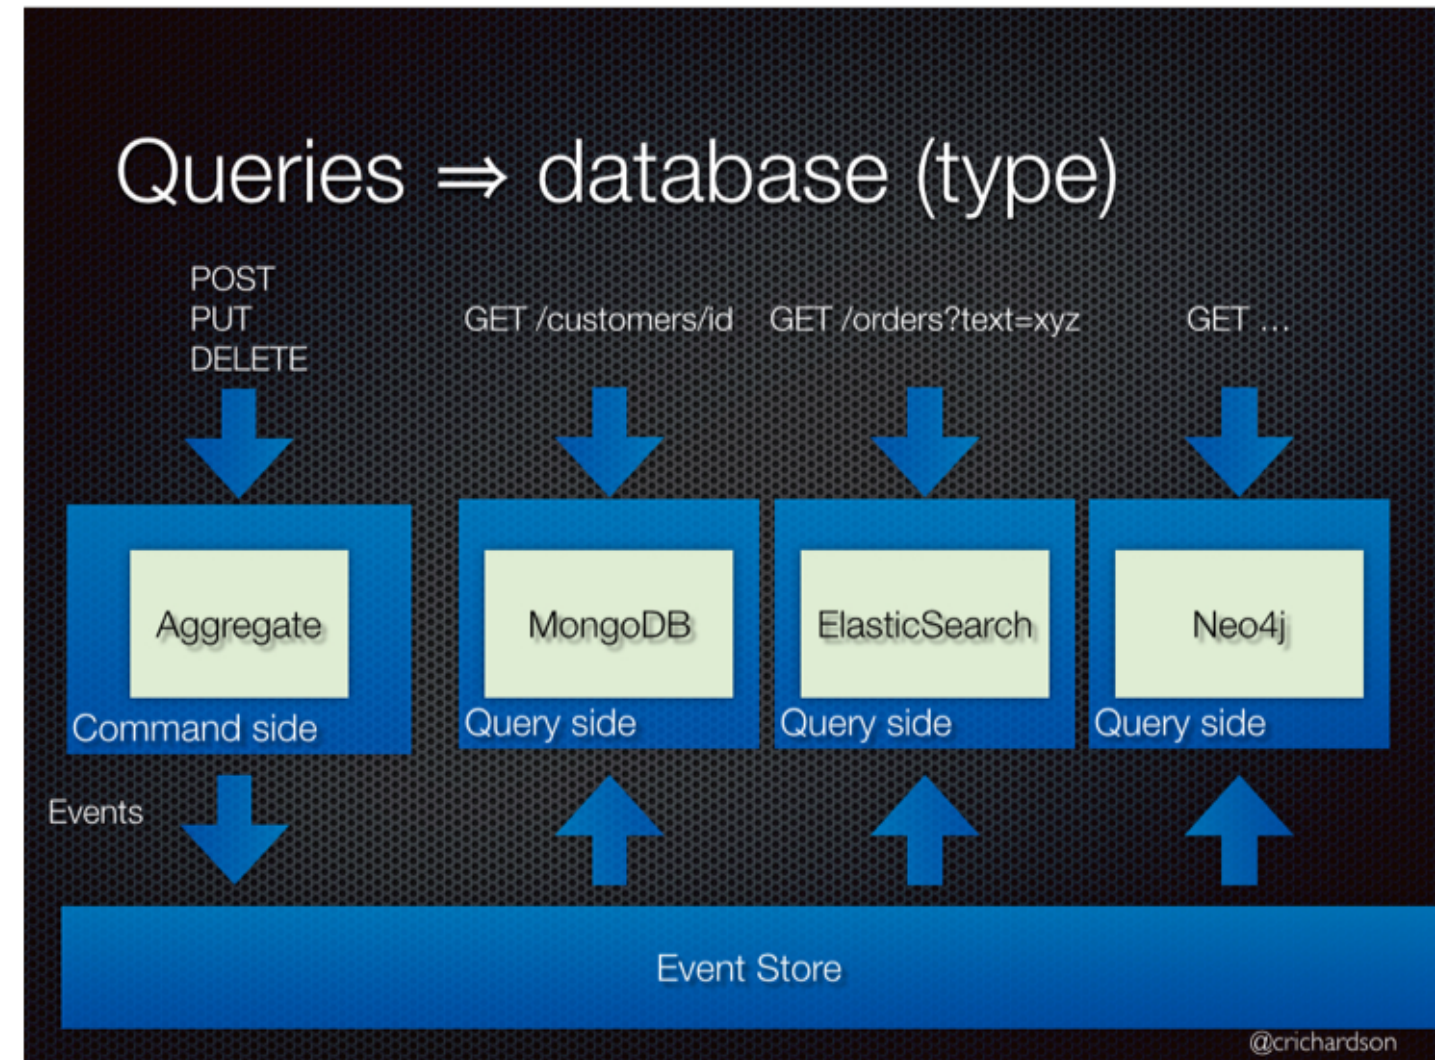 Queries ⇒ database (type)
POST
PUT
DELETE
GET /customers/id
GET /orders?text=xyz
GET ...
Aggregate
Command side
MongoDB
Query side
ElasticSearch
Query side
Neo4j
Query side
Events
Event Store
@crichardson